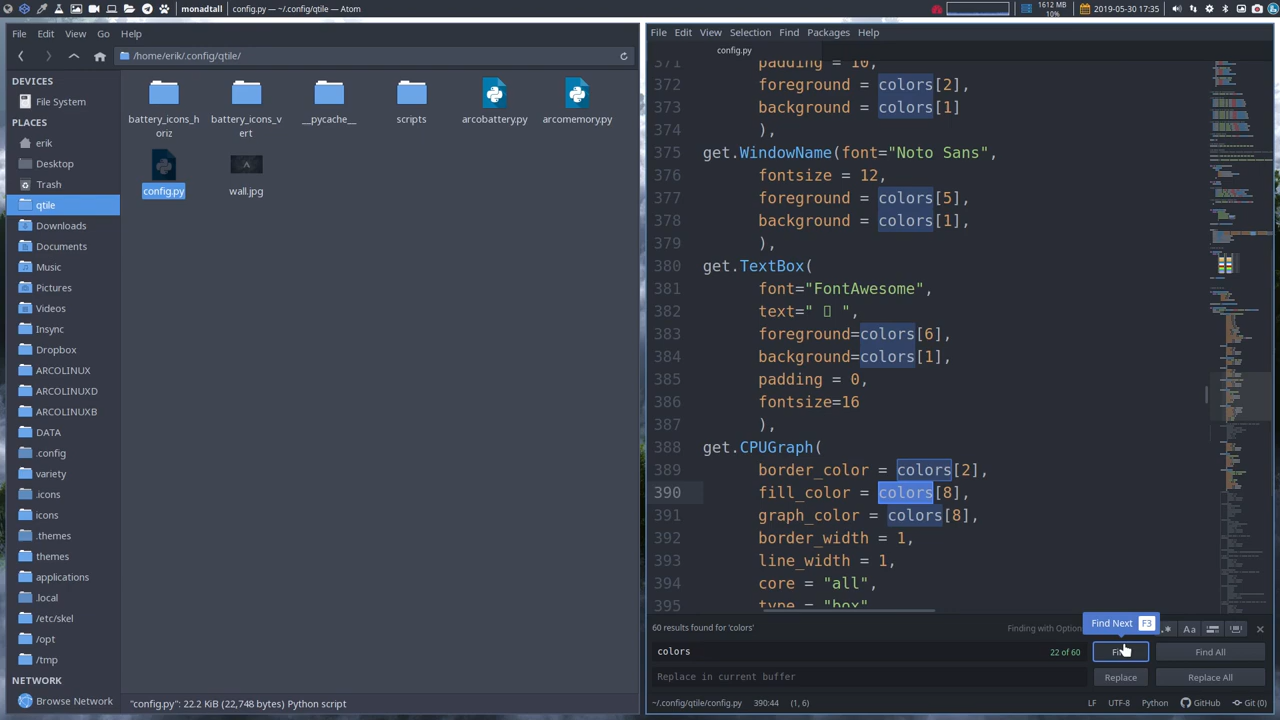 monadtall config.py — ~/.config/qtile — Atom
1612 MB
10%
2019-05-30 17:35
File Edit View Go Help
/home/erik/.config/qtile/
DEVICES
File System
PLACES
erik
Desktop
Trash
qtile
Downloads
Documents
Music
Pictures
Videos
Insync
Dropbox
ARCOLINUX
ARCOLINUXD
ARCOLINUXB
DATA
.config
variety
.icons
icons
.themes
themes
applications
.local
/etc/skel
/opt
/tmp
NETWORK
Browse Network
battery_icons_h
oriz
battery_icons_v
ert
__pycache__
scripts
arcobattery.py
arcomemory.py
config.py
wall.jpg
"config.py": 22.2 KiB (22,748 bytes) Python script
File Edit View Selection Find Packages Help
config.py
371 padding = 10,
372 foreground = colors[2],
373 background = colors[1]
374 ),
375 get.WindowName(font="Noto Sans",
376 fontsize = 12,
377 foreground = colors[5],
378 background = colors[1],
379 ),
380 get.TextBox(
381 font="FontAwesome",
382 text="  ",
383 foreground=colors[6],
384 background=colors[1],
385 padding = 0,
386 fontsize=16
387 ),
388 get.CPUGraph(
389 border_color = colors[2],
390 fill_color = colors[8],
391 graph_color = colors[8],
392 border_width = 1,
393 line_width = 1,
394 core = "all",
395 type = "box"
Find Next F3
60 results found for 'colors'
Finding with Option
.* Aa
colors 22 of 60
Find All
Replace in current buffer
Replace Replace All
~/.config/qtile/config.py 390:44 (1, 6)
LF UTF-8 Python GitHub Git (0)